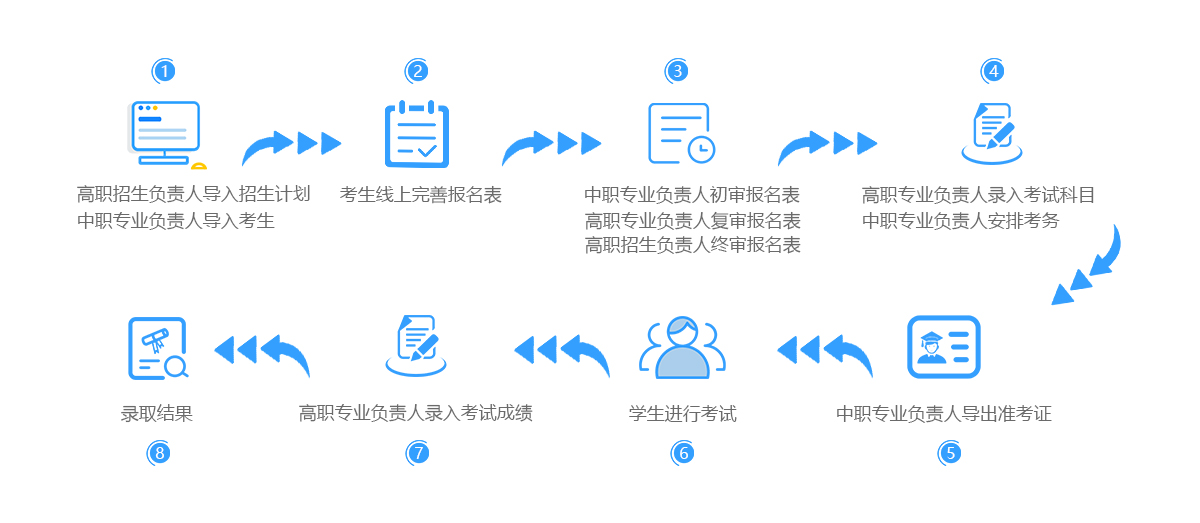 1
高职招生负责人导入招生计划
中职专业负责人导入考生
2
考生线上完善报名表
3
中职专业负责人初审报名表
高职专业负责人复审报名表
高职招生负责人终审报名表
4
高职专业负责人录入考试科目
中职专业负责人安排考务
中职专业负责人导出准考证
5
学生进行考试
6
高职专业负责人录入考试成绩
7
录取结果
8